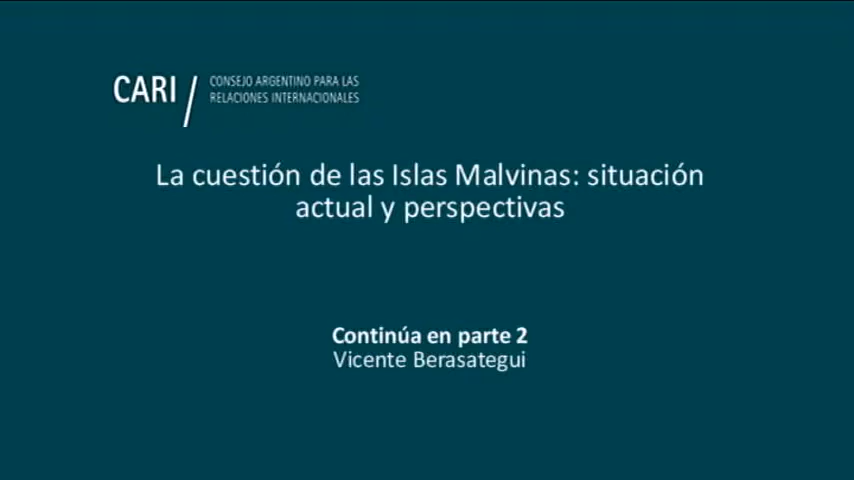 CARI
CONSEJO ARGENTINO PARA LAS
RELACIONES INTERNACIONALES
La cuestión de las Islas Malvinas: situación
actual y perspectivas
Continúa en parte 2
Vicente Berasategui